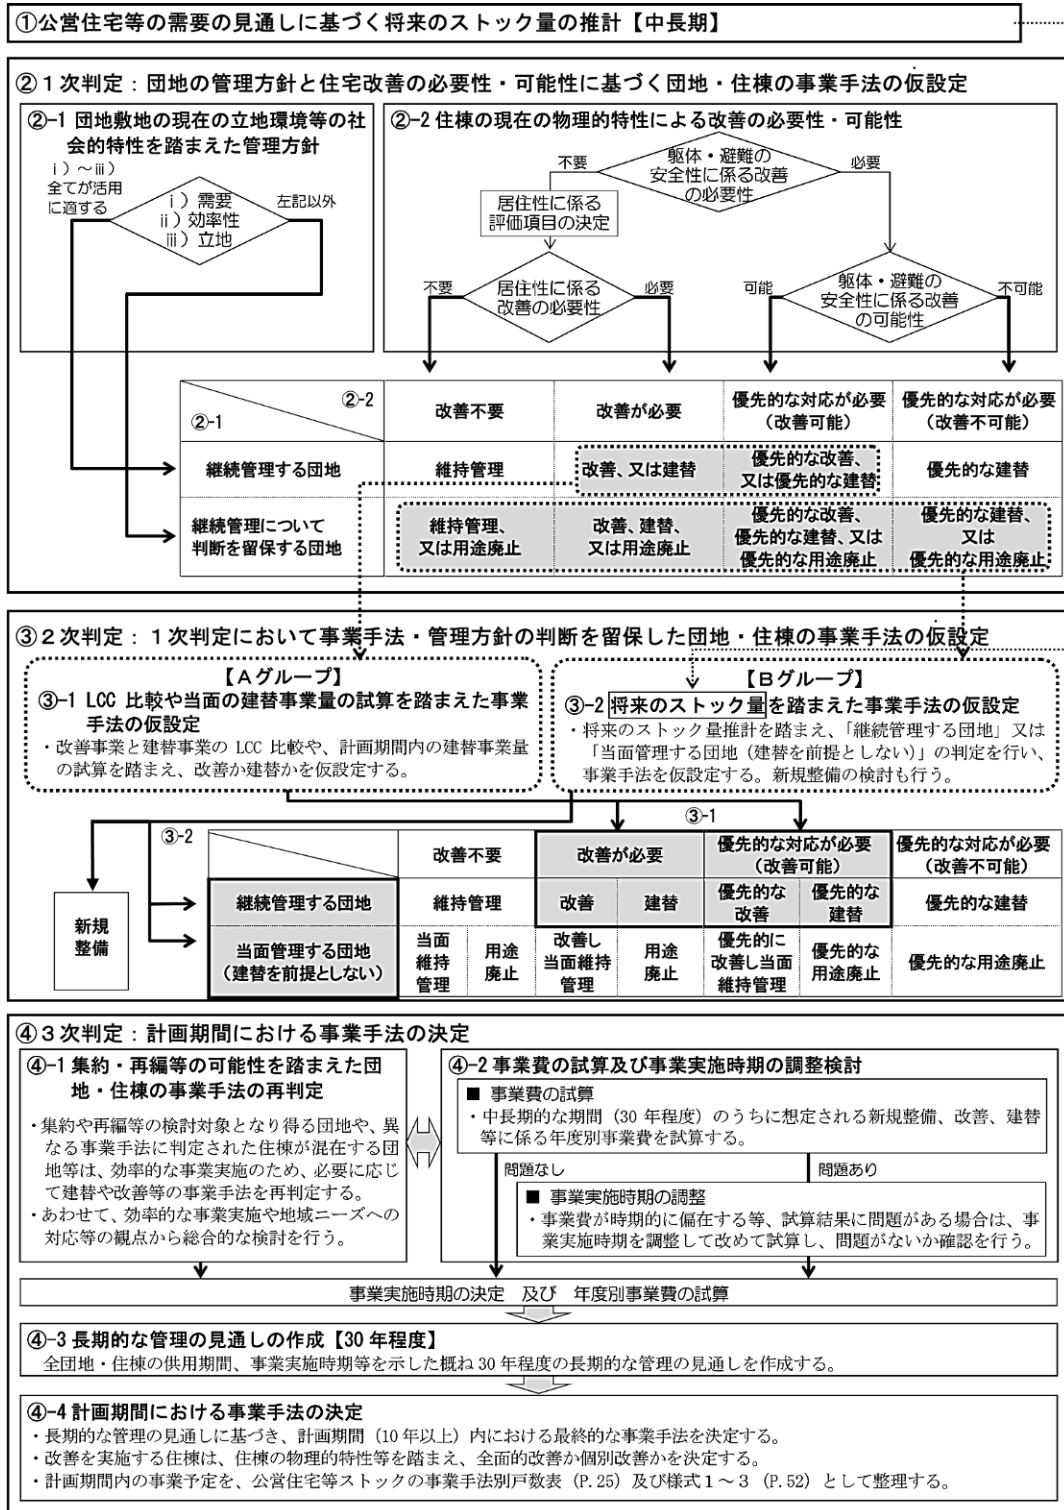 ①公営住宅等の需要の見通しに基づく将来のストック量の推計【中長期】
②１次判定：団地の管理方針と住宅改善の必要性・可能性に基づく団地・住棟の事業手法の仮設定
②-1 団地敷地の現在の立地環境等の社
会的特性を踏まえた管理方針
ⅰ）～ⅲ）
全てが活用
に適する
ⅰ）需要
ⅱ）効率性
ⅲ）立地
左記以外
②-2 住棟の現在の物理的特性による改善の必要性・可能性
不要
躯体・避難の
安全性に係る改善
の必要性
必要
居住性に係る
評価項目の決定
不要
居住性に係る
改善の必要性
必要
可能
躯体・避難の
安全性に係る改善
の可能性
不可能
②-2
②-1
改善不要
改善が必要
優先的な対応が必要
（改善可能）
優先的な対応が必要
（改善不可能）
継続管理する団地
維持管理
改善、又は建替
優先的な改善、
又は優先的な建替
優先的な建替
継続管理について
判断を留保する団地
維持管理、
又は用途廃止
改善、建替、
又は用途廃止
優先的な改善、
優先的な建替、又は
優先的な用途廃止
優先的な建替、
又は
優先的な用途廃止
③２次判定：１次判定において事業手法・管理方針の判断を留保した団地・住棟の事業手法の仮設定
【Ａグループ】
③-1 LCC 比較や当面の建替事業量の試算を踏まえた事業
手法の仮設定
・改善事業と建替事業の LCC 比較や、計画期間内の建替事業量
の試算を踏まえ、改善か建替かを仮設定する。
【Ｂグループ】
③-2 将来のストック量を踏まえた事業手法の仮設定
・将来のストック量推計を踏まえ、「継続管理する団地」又は
「当面管理する団地（建替を前提としない）」の判定を行い、
事業手法を仮設定する。新規整備の検討も行う。
③-2
③-1
新規
整備
改善不要
改善が必要
優先的な対応が必要
（改善可能）
優先的な対応が必要
（改善不可能）
継続管理する団地
維持管理
改善
建替
優先的な
改善
優先的な
建替
優先的な建替
当面管理する団地
（建替を前提としない）
当面
維持
管理
用途
廃止
改善し
当面維持
管理
用途
廃止
優先的に
改善し当面
維持管理
優先的な
用途廃止
優先的な用途廃止
④３次判定：計画期間における事業手法の決定
④-1 集約・再編等の可能性を踏まえた団
地・住棟の事業手法の再判定
・集約や再編等の検討対象となり得る団地や、異
なる事業手法に判定された住棟が混在する団
地等は、効率的な事業実施のため、必要に応じ
て建替や改善等の事業手法を再判定する。
・あわせて、効率的な事業実施や地域ニーズへの
対応等の観点から総合的な検討を行う。
④-2 事業費の試算及び事業実施時期の調整検討
■ 事業費の試算
・中長期的な期間（30 年程度）のうちに想定される新規整備、改善、建替
等に係る年度別事業費を試算する。
問題なし
問題あり
■ 事業実施時期の調整
・事業費が時期的に偏在する等、試算結果に問題がある場合は、事
業実施時期を調整して改めて試算し、問題がないか確認を行う。
事業実施時期の決定　及び　年度別事業費の試算
④-3 長期的な管理の見通しの作成【30 年程度】
全団地・住棟の供用期間、事業実施時期等を示した概ね 30 年程度の長期的な管理の見通しを作成する。
④-4 計画期間における事業手法の決定
・長期的な管理の見通しに基づき、計画期間（10 年以上）内における最終的な事業手法を決定する。
・改善を実施する住棟は、住棟の物理的特性等を踏まえ、全面的改善か個別改善かを決定する。
・計画期間内の事業予定を、公営住宅等ストックの事業手法別戸数表（P.25）及び様式１～３（P.52）として整理する。